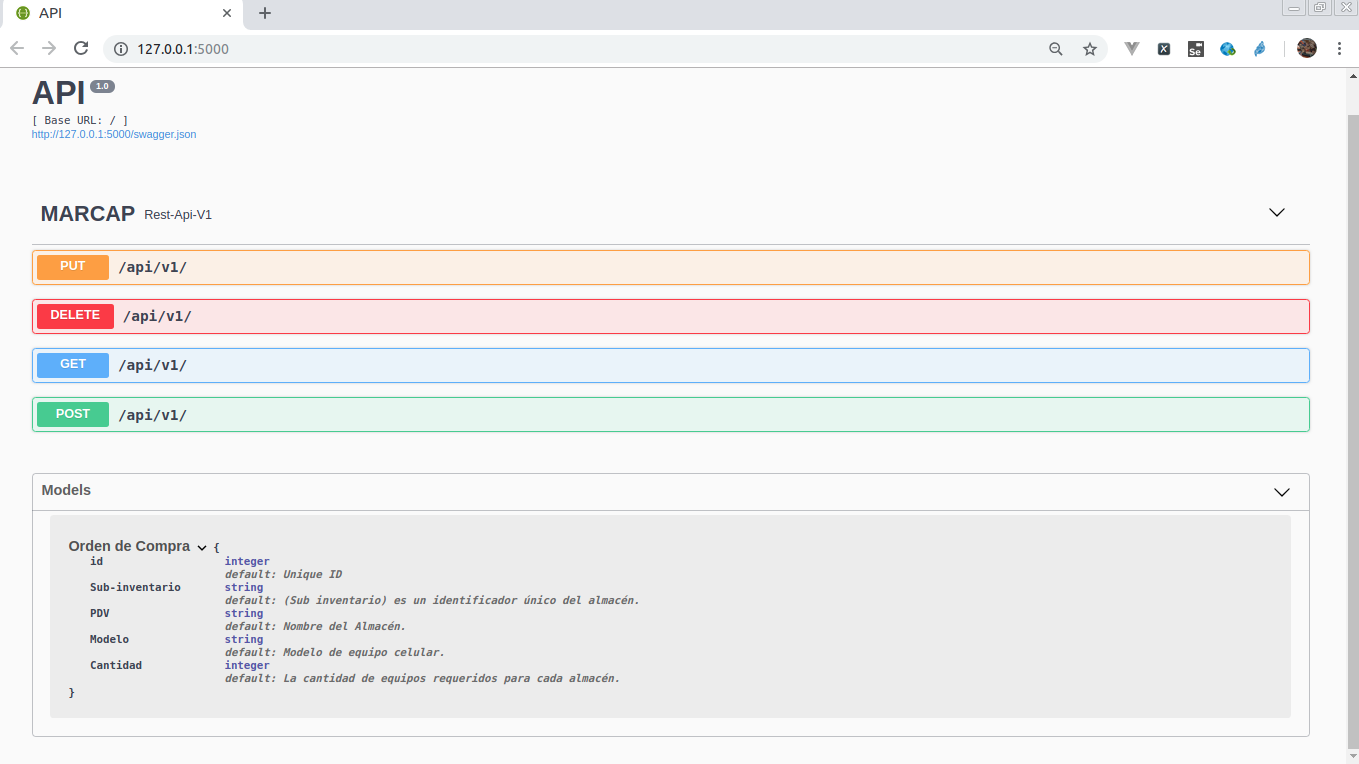 API
127.0.0.1:5000
Se
API 1.0
[ Base URL: / ]
http://127.0.0.1:5000/swagger.json
MARCAP Rest-Api-V1
PUT /api/v1/
DELETE /api/v1/
GET /api/v1/
POST /api/v1/
Models
Orden de Compra {
id integer
default: Unique ID
Sub-inventario string
default: (Sub inventario) es un identificador único del almacén.
PDV string
default: Nombre del Almacén.
Modelo string
default: Modelo de equipo celular.
Cantidad integer
default: La cantidad de equipos requeridos para cada almacén.
}